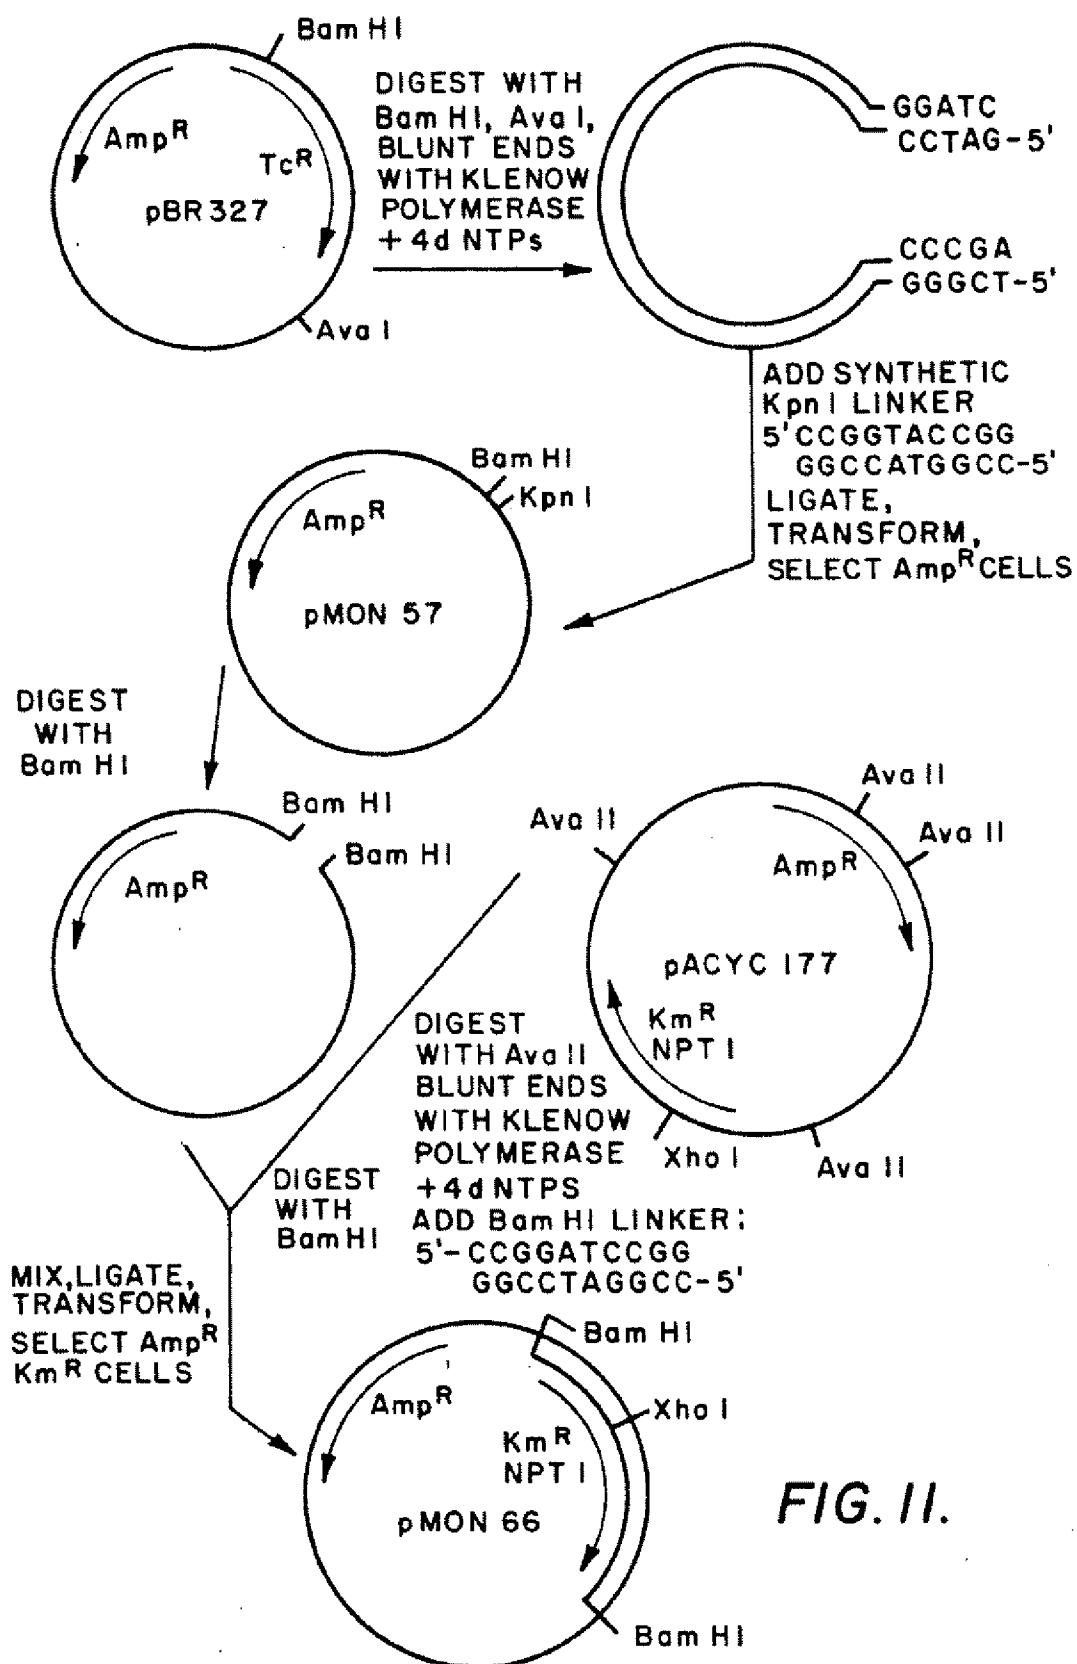 Bam HI
Amp R
Tc R
pBR 327
Ava I
DIGEST WITH
Bam HI, Ava I,
BLUNT ENDS
WITH KLENOW
POLYMERASE
+ 4d NTPs
GGATC
CCTAG-5'
CCCGA
GGGCT-5'
ADD SYNTHETIC
Kpn I LINKER
5'CCGGTACCGG
GGCCATGGCC-5'
LIGATE,
TRANSFORM,
SELECT Amp R CELLS
Bam HI
Kpn I
Amp R
pMON 57
DIGEST
WITH
Bam HI
Bam HI
Bam HI
Amp R
Ava II
Ava II
Ava II
Amp R
pACYC 177
Km R
NPT I
Xho I
Ava II
DIGEST
WITH Ava II
BLUNT ENDS
WITH KLENOW
POLYMERASE
+4d NTPS
ADD Bam HI LINKER:
5'-CCGGATCCGG
GGCCTAGGCC-5'
DIGEST
WITH
Bam HI
MIX, LIGATE,
TRANSFORM,
SELECT Amp R
Km R CELLS
Bam HI
Xho I
Amp R
Km R
NPT I
pMON 66
Bam HI
FIG. 11.